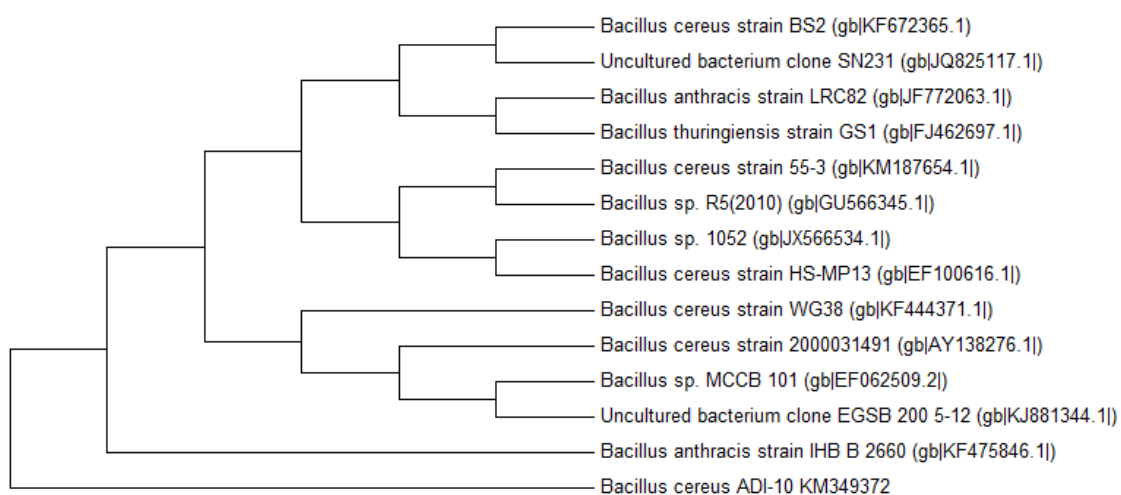 Bacillus cereus strain BS2 (gb|KF672365.1)
Uncultured bacterium clone SN231 (gb|JQ825117.1|)
Bacillus anthracis strain LRC82 (gb|JF772063.1|)
Bacillus thuringiensis strain GS1 (gb|FJ462697.1|)
Bacillus cereus strain 55-3 (gb|KM187654.1|)
Bacillus sp. R5(2010) (gb|GU566345.1|)
Bacillus sp. 1052 (gb|JX566534.1|)
Bacillus cereus strain HS-MP13 (gb|EF100616.1|)
Bacillus cereus strain WG38 (gb|KF444371.1|)
Bacillus cereus strain 2000031491 (gb|AY138276.1|)
Bacillus sp. MCCB 101 (gb|EF062509.2|)
Uncultured bacterium clone EGSB 200 5-12 (gb|KJ881344.1|)
Bacillus anthracis strain IHB B 2660 (gb|KF475846.1|)
Bacillus cereus ADI-10 KM349372